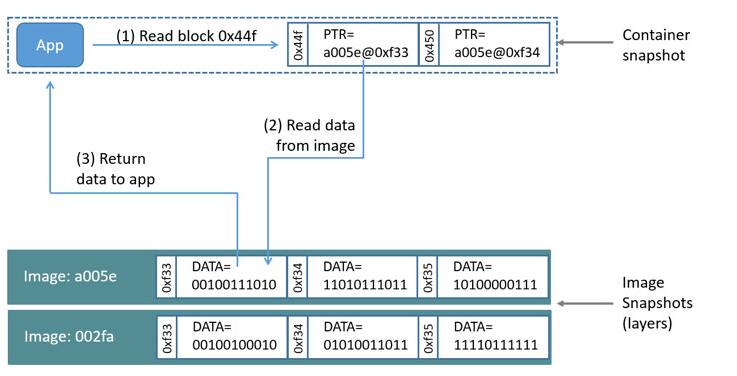 App
(1) Read block 0x44f
0x44f
PTR=
a005e@0xf33
0x450
PTR=
a005e@0xf34
Container
snapshot
(2) Read data
from image
(3) Return
data to app
Image: a005e
0xf33
DATA=
00100111010
0xf34
DATA=
11010111011
0xf35
DATA=
10100000111
Image
Snapshots
(layers)
Image: 002fa
0xf33
DATA=
00100100010
0xf34
DATA=
01010011011
0xf35
DATA=
11110111111